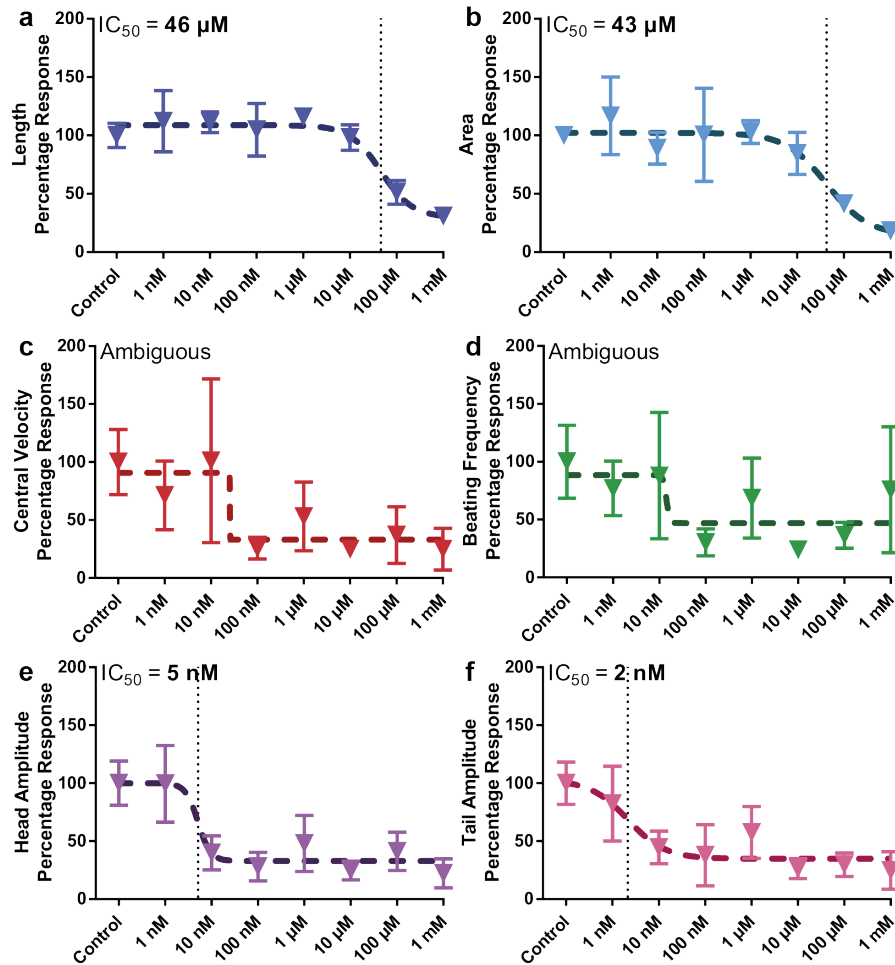 a
IC50 = 46 µM
Length
Percentage Response
200
150
100
50
0
Control
1 nM
10 nM
100 nM
1 µM
10 µM
100 µM
1 mM
b
IC50 = 43 µM
Area
Percentage Response
200
150
100
50
0
Control
1 nM
10 nM
100 nM
1 µM
10 µM
100 µM
1 mM
c
Ambiguous
Central Velocity
Percentage Response
200
150
100
50
0
Control
1 nM
10 nM
100 nM
1 µM
10 µM
100 µM
1 mM
d
Ambiguous
Beating Frequency
Percentage Response
200
150
100
50
0
Control
1 nM
10 nM
100 nM
1 µM
10 µM
100 µM
1 mM
e
IC50 = 5 nM
Head Amplitude
Percentage Response
200
150
100
50
0
Control
1 nM
10 nM
100 nM
1 µM
10 µM
100 µM
1 mM
f
IC50 = 2 nM
Tail Amplitude
Percentage Response
200
150
100
50
0
Control
1 nM
10 nM
100 nM
1 µM
10 µM
100 µM
1 mM